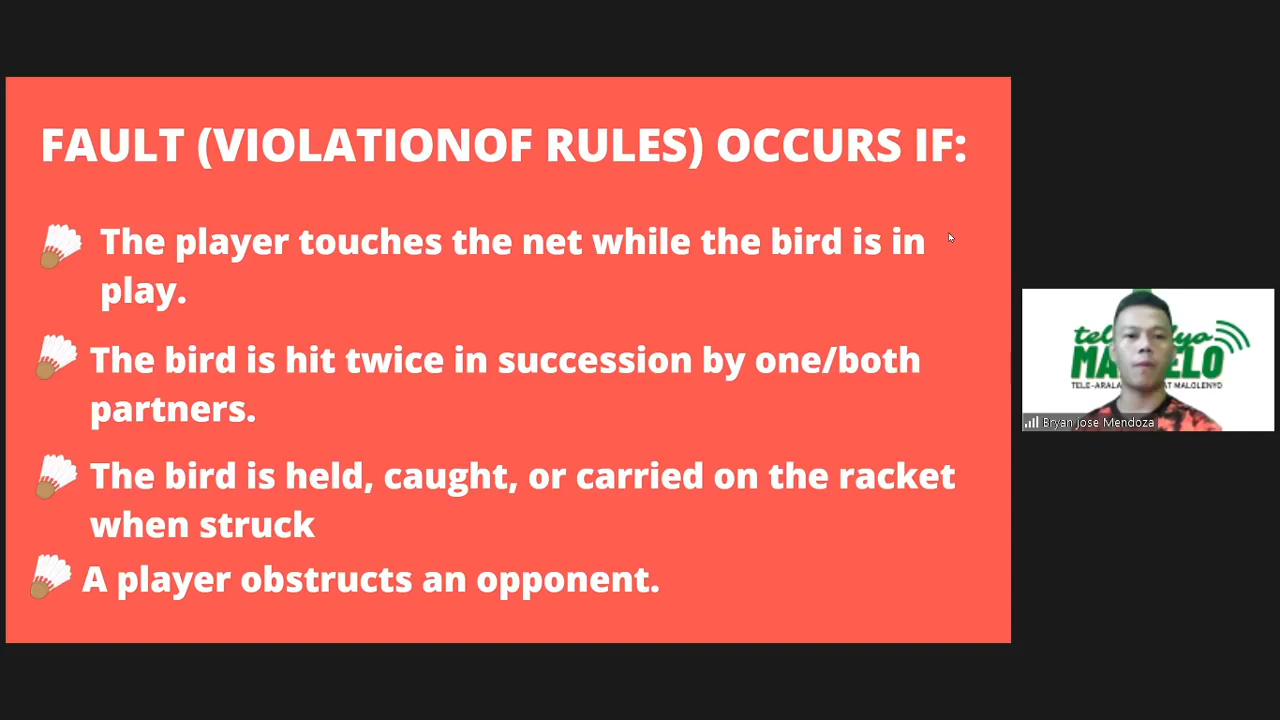 FAULT (VIOLATIONOF RULES) OCCURS IF:
The player touches the net while the bird is in
play.
The bird is hit twice in succession by one/both
partners.
The bird is held, caught, or carried on the racket
when struck
A player obstructs an opponent.
Bryan Jose Mendoza